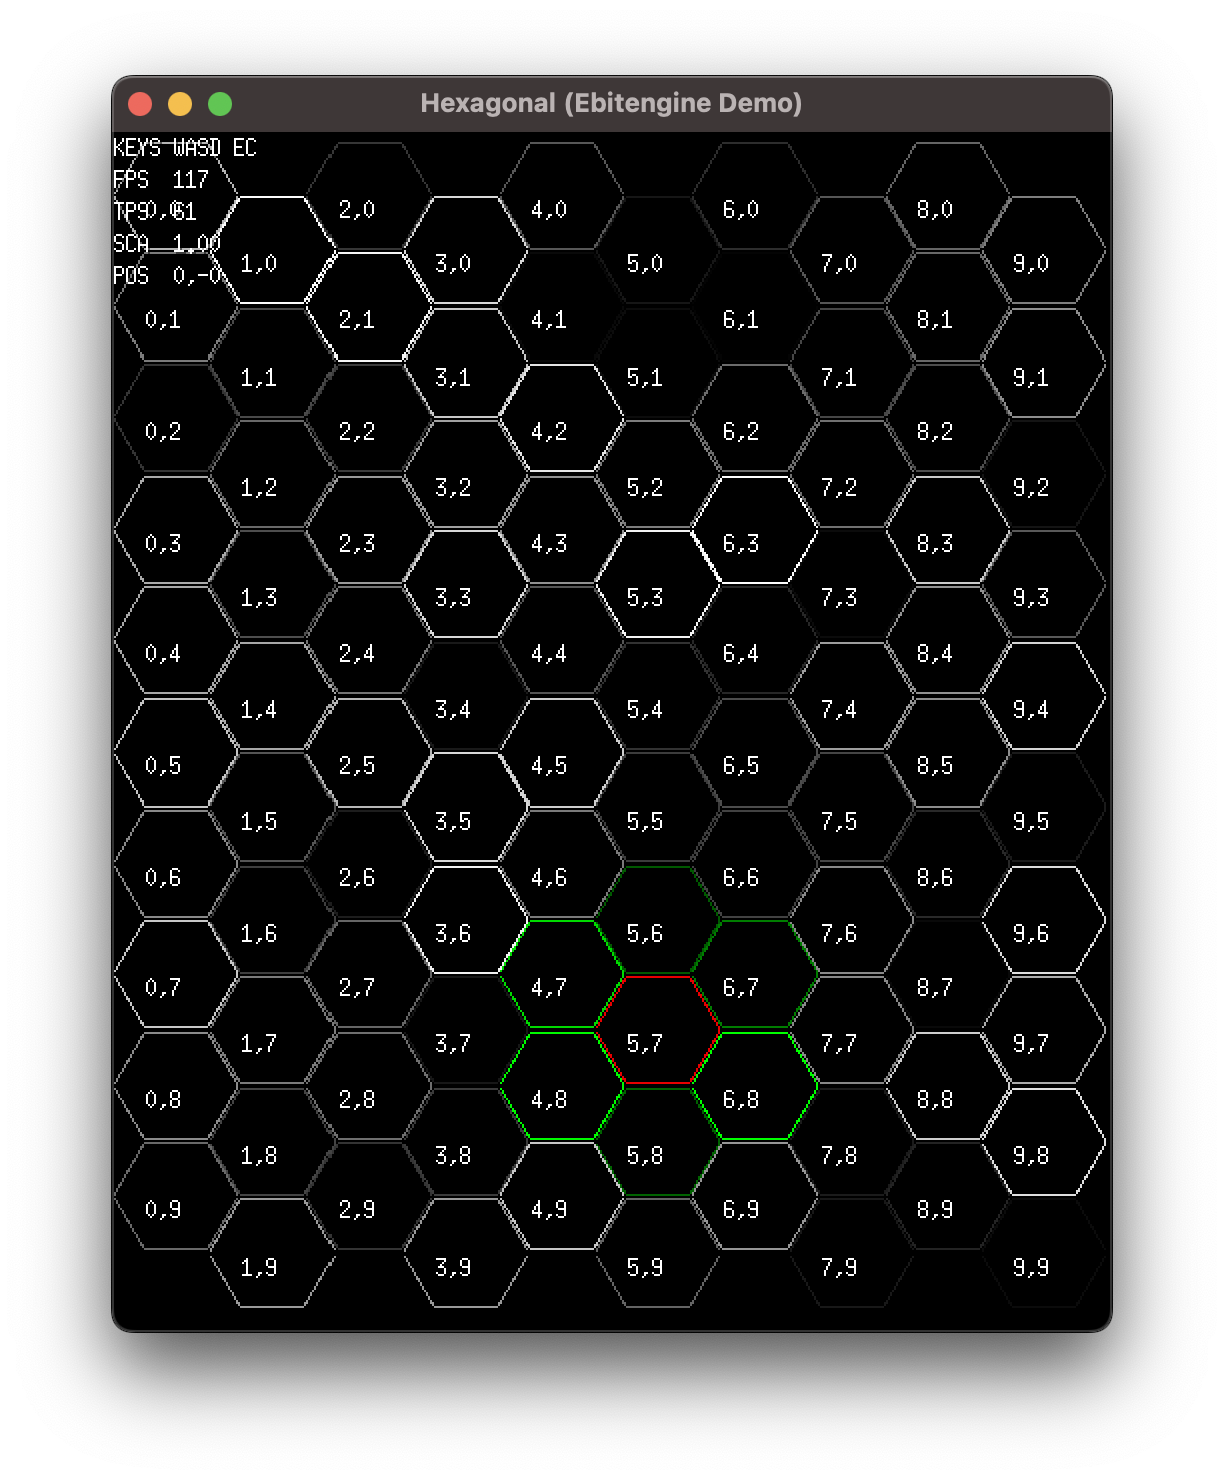 Hexagonal (Ebitengine Demo)
KEYS WASD EC
FPS 117
TPS 61
SCA 1.00
POS 0,-0
0,0 2,0 4,0 6,0 8,0
1,0 3,0 5,0 7,0 9,0
0,1 2,1 4,1 6,1 8,1
1,1 3,1 5,1 7,1 9,1
0,2 2,2 4,2 6,2 8,2
1,2 3,2 5,2 7,2 9,2
0,3 2,3 4,3 6,3 8,3
1,3 3,3 5,3 7,3 9,3
0,4 2,4 4,4 6,4 8,4
1,4 3,4 5,4 7,4 9,4
0,5 2,5 4,5 6,5 8,5
1,5 3,5 5,5 7,5 9,5
0,6 2,6 4,6 6,6 8,6
1,6 3,6 5,6 7,6 9,6
0,7 2,7 4,7 6,7 8,7
1,7 3,7 5,7 7,7 9,7
0,8 2,8 4,8 6,8 8,8
1,8 3,8 5,8 7,8 9,8
0,9 2,9 4,9 6,9 8,9
1,9 3,9 5,9 7,9 9,9